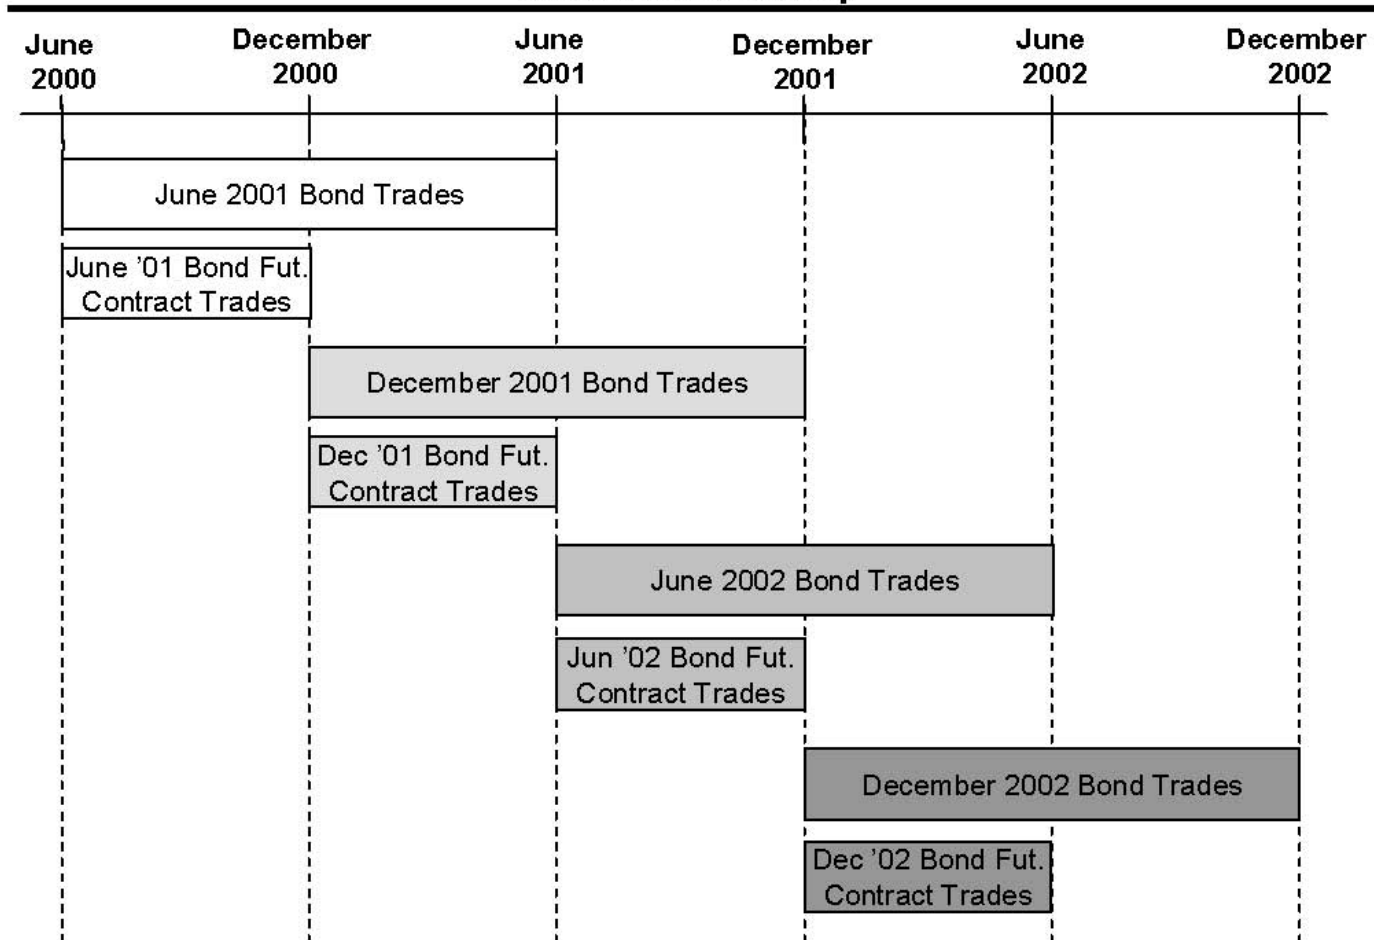 June
2000
December
2000
June
2001
December
2001
June
2002
December
2002
June 2001 Bond Trades
June '01 Bond Fut.
Contract Trades
December 2001 Bond Trades
Dec '01 Bond Fut.
Contract Trades
June 2002 Bond Trades
Jun '02 Bond Fut.
Contract Trades
December 2002 Bond Trades
Dec '02 Bond Fut.
Contract Trades